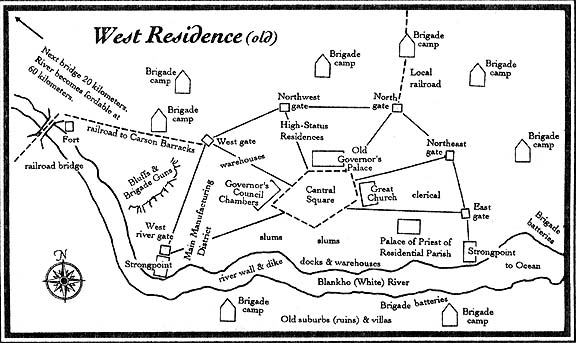 West Residence (old)
Next bridge 20 kilometers.
River becomes fordable at
60 kilometers.
Brigade
camp
Brigade
camp
Brigade
camp
Brigade
camp
Brigade
camp
Local
railroad
Northwest
gate
North
gate
Brigade
camp
Fort
railroad to Carson Barracks
railroad bridge
West gate
High-Status
Residences
Old
Governor's
Palace
Northeast
gate
warehouses
Bluffs &
Brigade Guns
Governor's
Council
Chambers
Cantral
Square
Great
Church
clerical
Main Manufacturing
District
East
gate
West
river gate
slums
slums
Palace of Priest of
Residential Parish
Brigade
batteries
Strongpoint
Strongpoint
to Ocean
N
river wall & dike
docks & warehouses
Blankho (White) River
Brigade
camp
Brigade batteries
Brigade
camp
Old suburbs (ruins) & villas